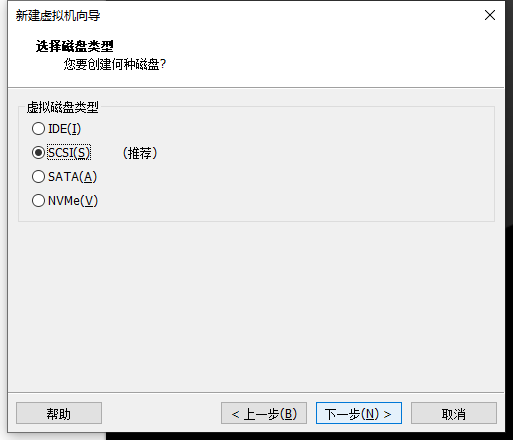 新建虚拟机向导
选择磁盘类型
您要创建何种磁盘?
虚拟磁盘类型
IDE(I)
SCSI(S) （推荐）
SATA(A)
NVMe(V)
帮助 < 上一步(B) 下一步(N) > 取消